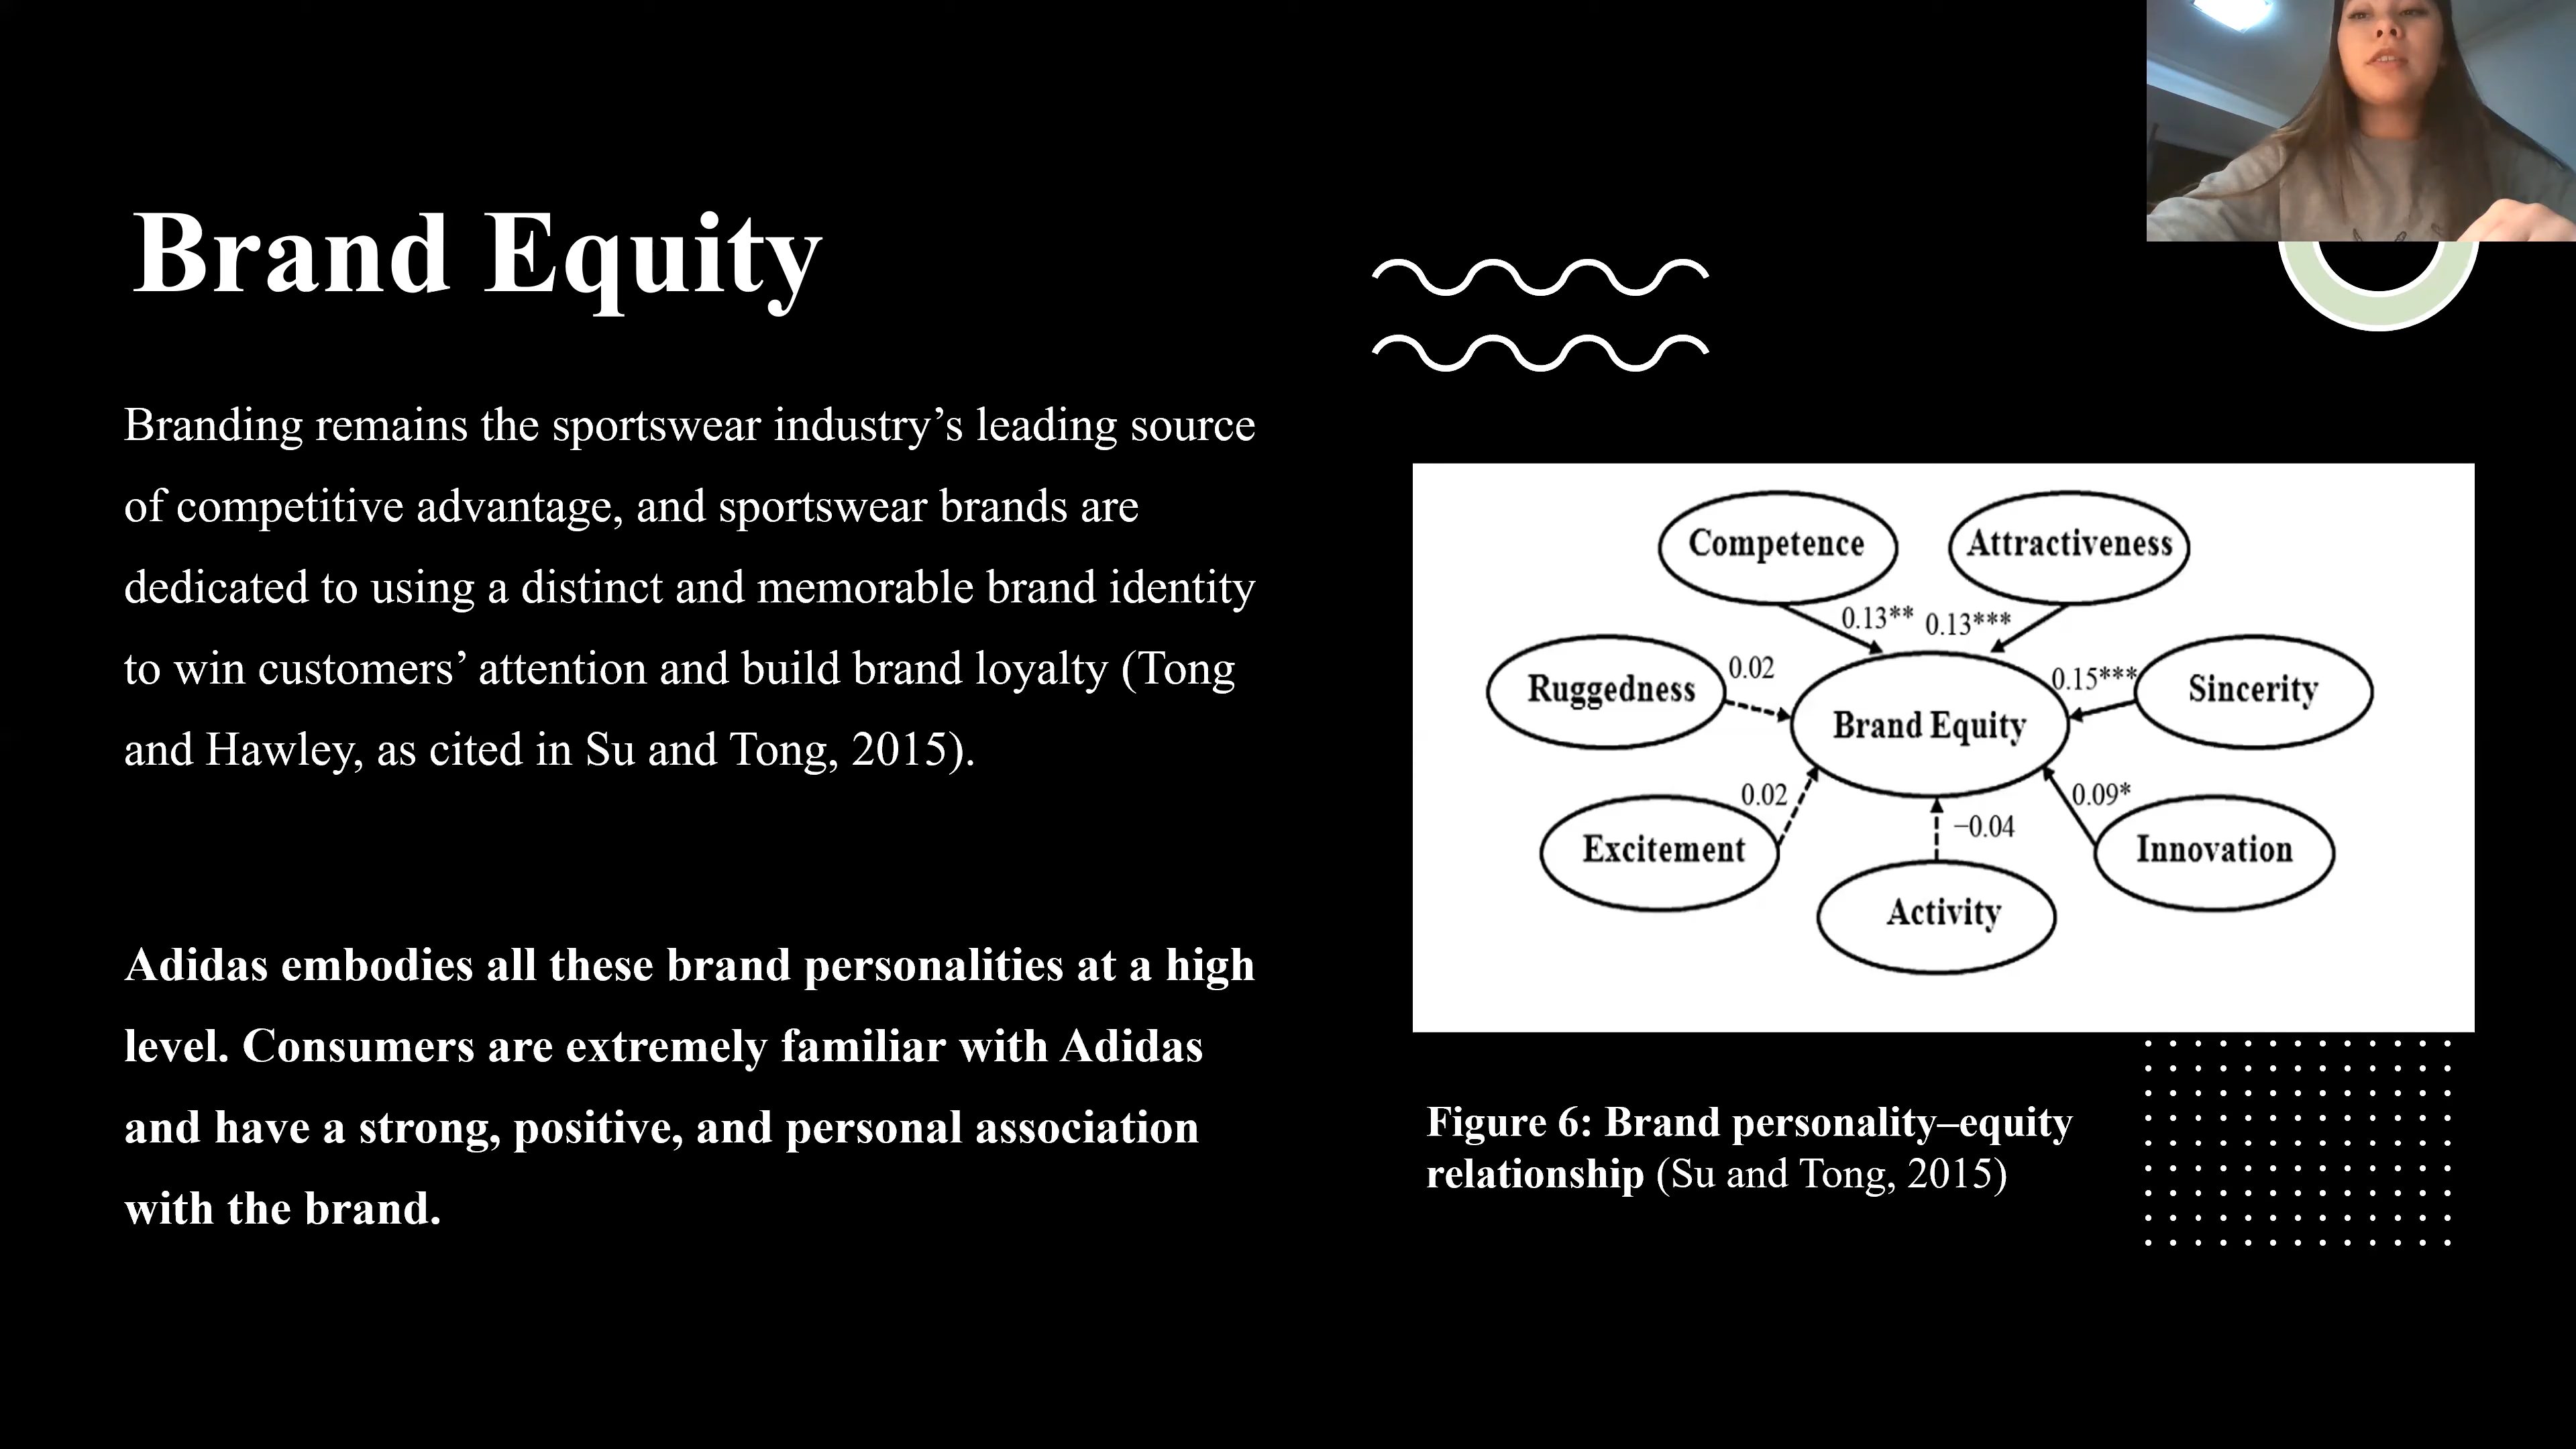 Brand Equity
Branding remains the sportswear industry’s leading source
of competitive advantage, and sportswear brands are
dedicated to using a distinct and memorable brand identity
to win customers’ attention and build brand loyalty (Tong
and Hawley, as cited in Su and Tong, 2015).
Adidas embodies all these brand personalities at a high
level. Consumers are extremely familiar with Adidas
and have a strong, positive, and personal association
with the brand.
Competence
Attractiveness
0.13**
0.13***
Ruggedness
0.02
0.15***
Sincerity
Brand Equity
Excitement
0.02
−0.04
0.09*
Innovation
Activity
Figure 6: Brand personality–equity
relationship (Su and Tong, 2015)